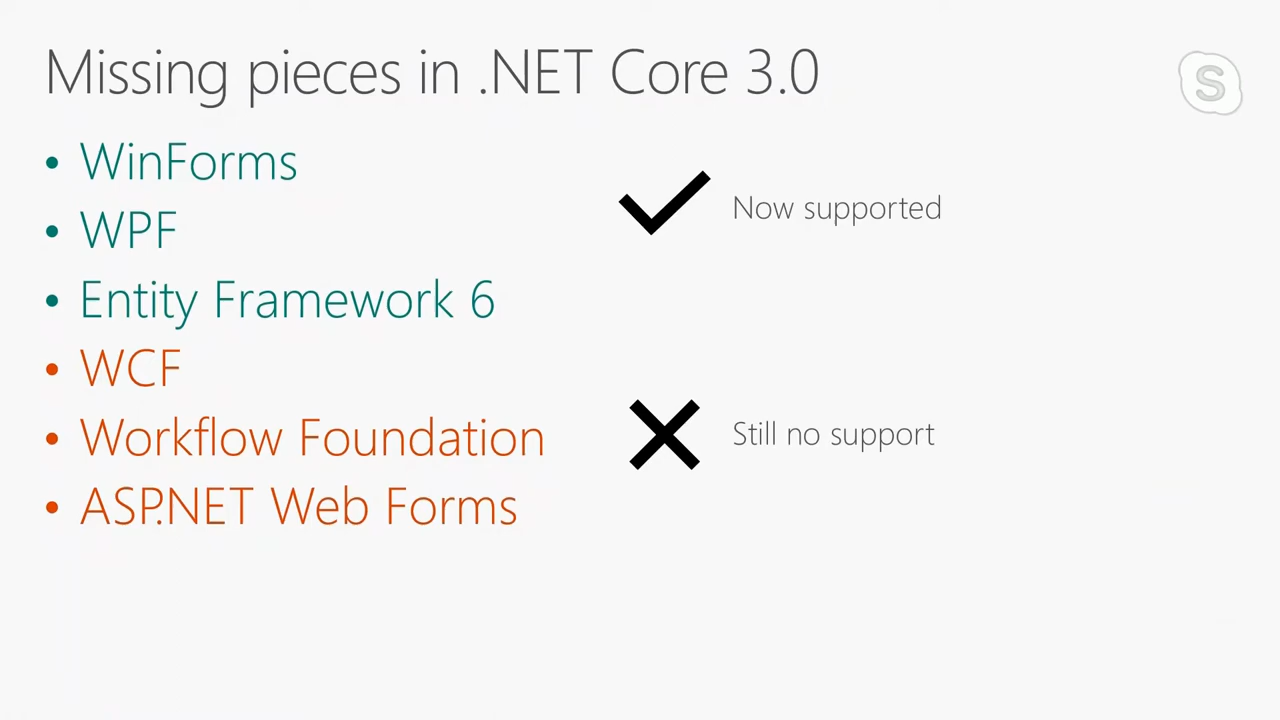 Missing pieces in .NET Core 3.0
S
• WinForms
• WPF
• Entity Framework 6
Now supported
• WCF
• Workflow Foundation
• ASP.NET Web Forms
Still no support